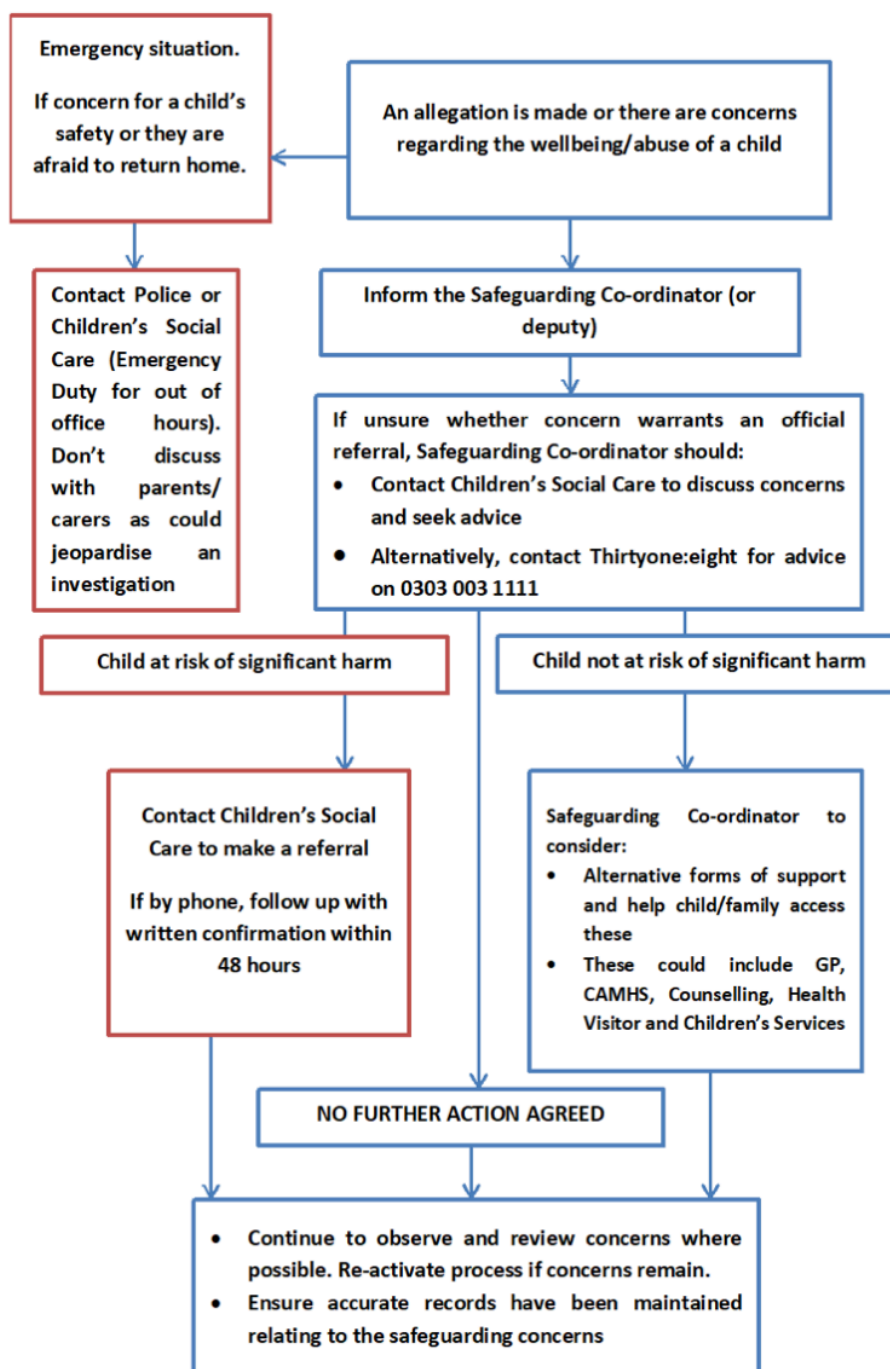 Emergency situation.
If concern for a child's
safety or they are
afraid to return home.
An allegation is made or there are concerns
regarding the wellbeing/abuse of a child
Contact Police or
Children's Social
Care (Emergency
Duty for out of
office hours).
Don't discuss
with parents/
carers as could
jeopardise an
investigation
Inform the Safeguarding Co-ordinator (or
deputy)
If unsure whether concern warrants an official
referral, Safeguarding Co-ordinator should:
• Contact Children's Social Care to discuss concerns
and seek advice
• Alternatively, contact Thirtyone:eight for advice
on 0303 003 1111
Child at risk of significant harm
Child not at risk of significant harm
Contact Children's Social
Care to make a referral
If by phone, follow up with
written confirmation within
48 hours
Safeguarding Co-ordinator to
consider:
• Alternative forms of support
and help child/family access
these
• These could include GP,
CAMHS, Counselling, Health
Visitor and Children's Services
NO FURTHER ACTION AGREED
• Continue to observe and review concerns where
possible. Re-activate process if concerns remain.
• Ensure accurate records have been maintained
relating to the safeguarding concerns